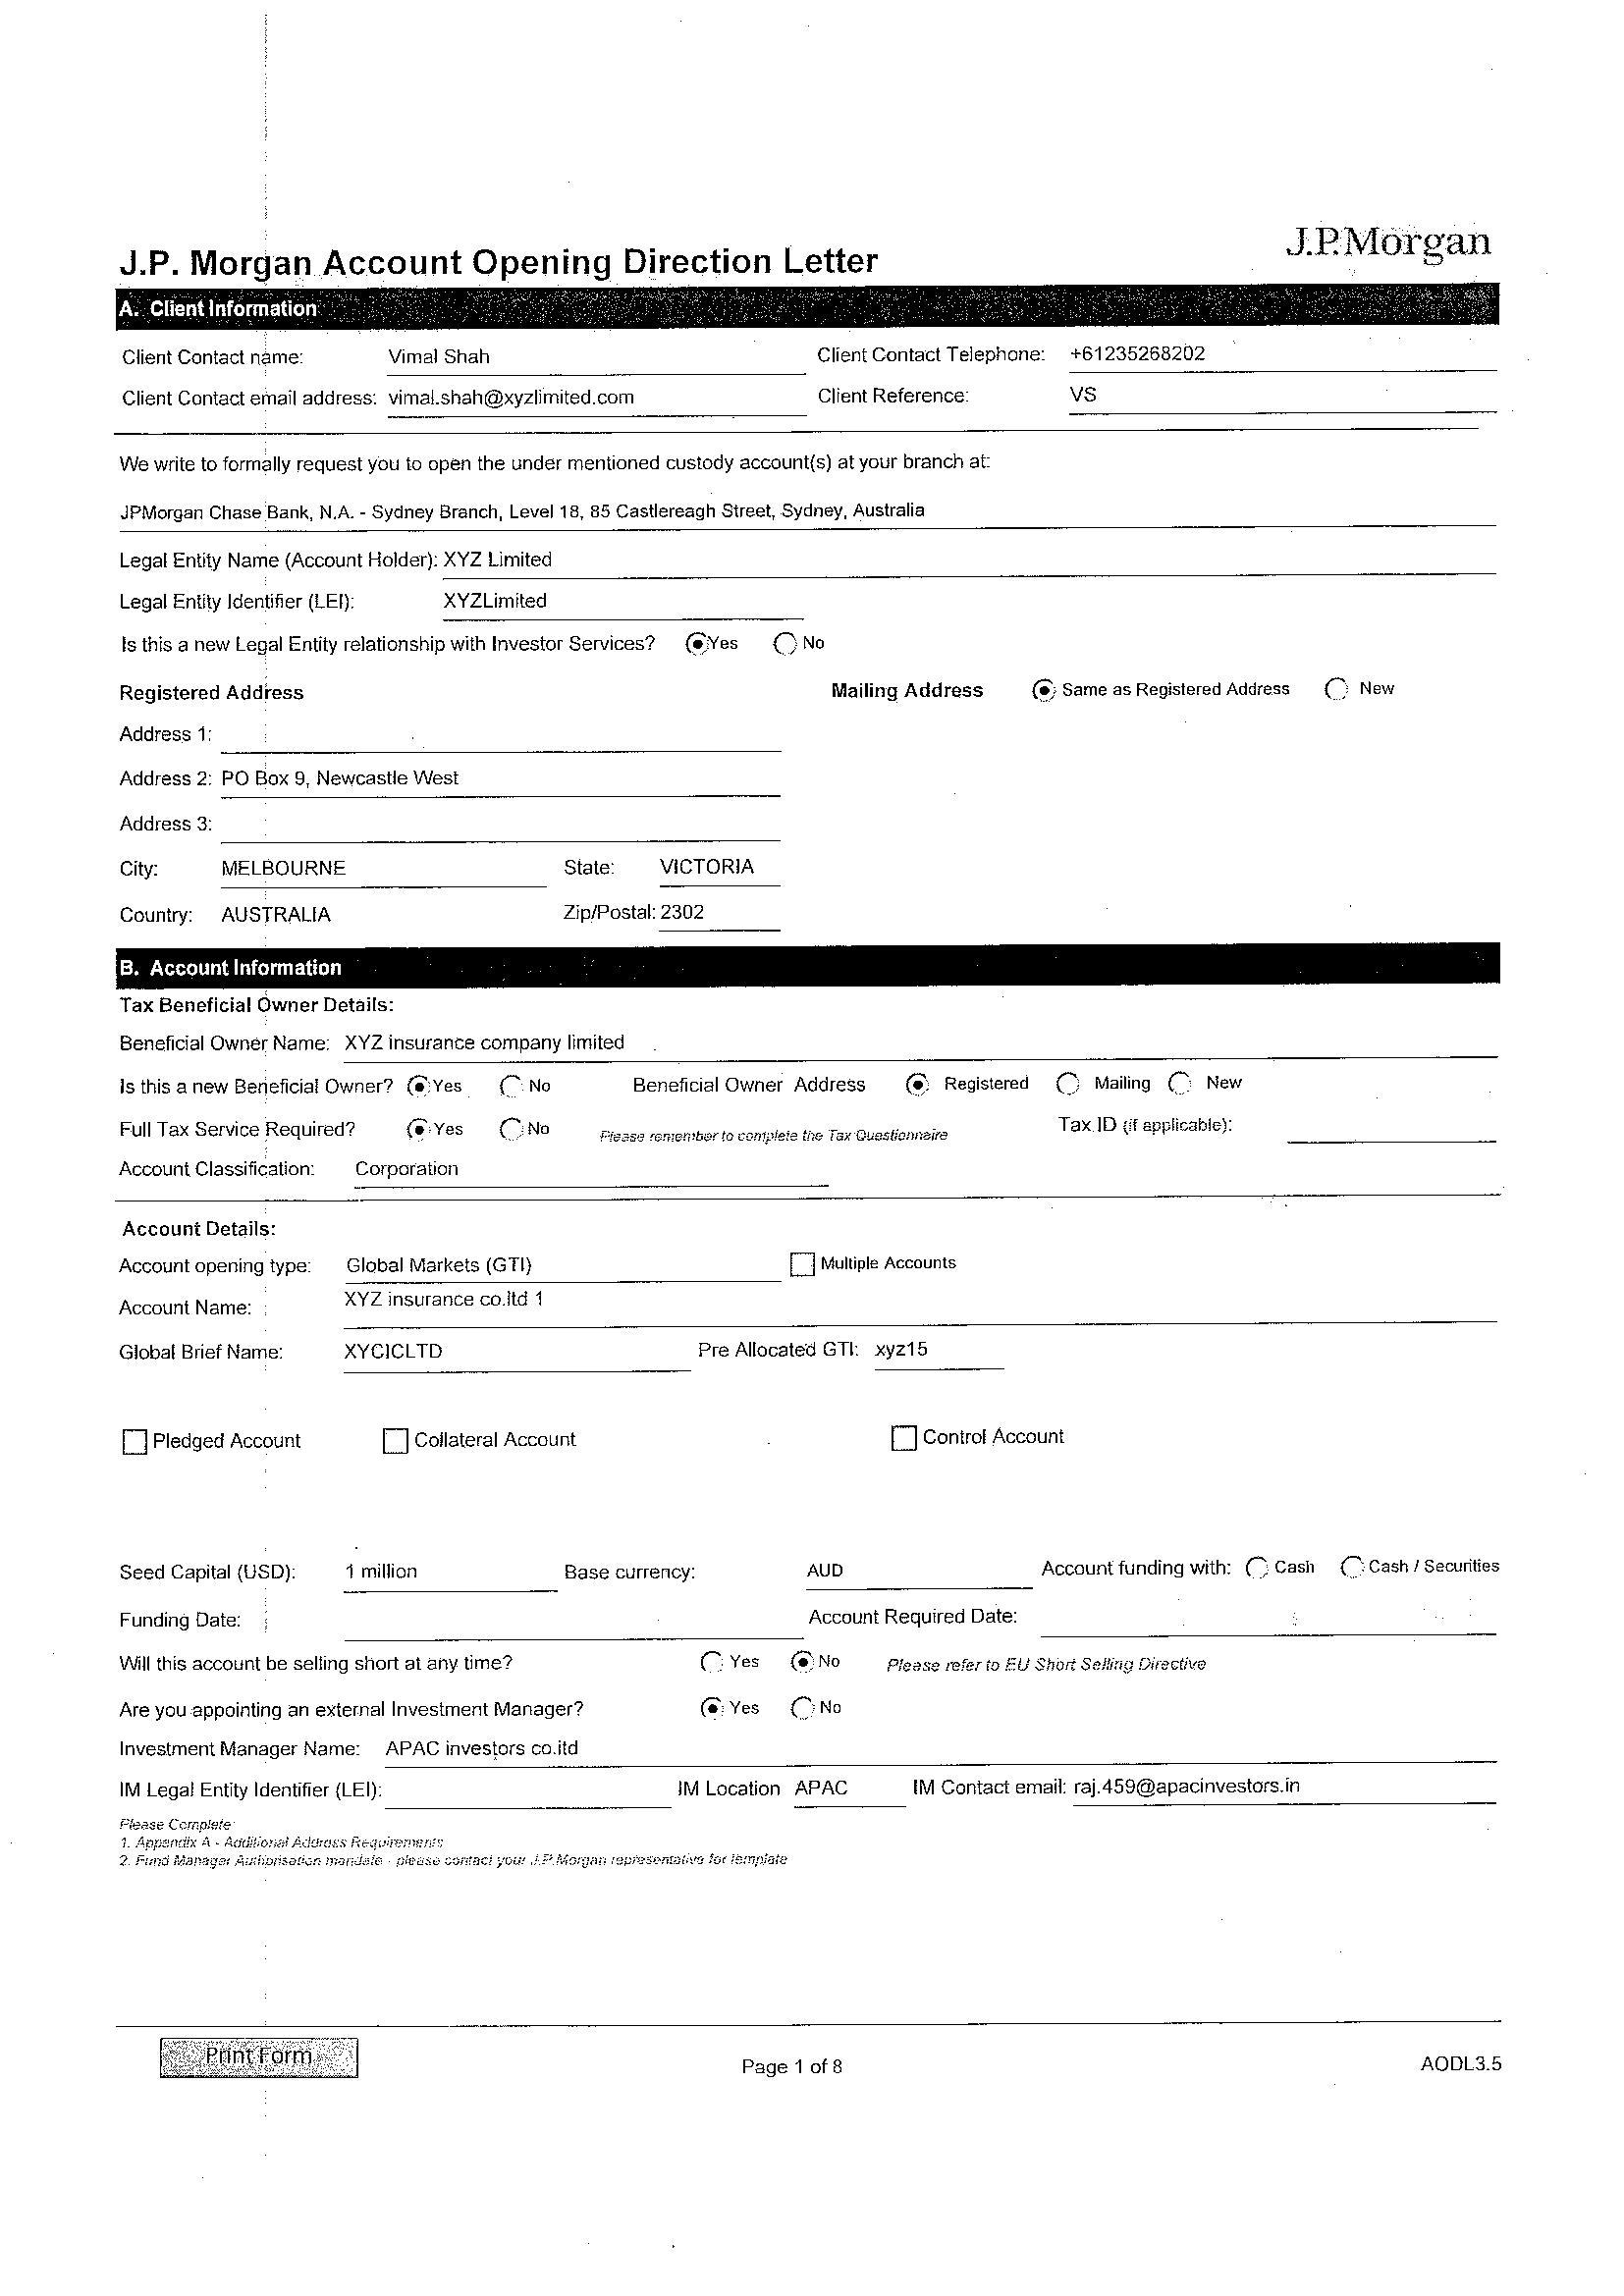 J.P.Morgan
J.P. Morgan Account Opening Direction Letter
A. Client Information
Client Contact name: Vimal Shah Client Contact Telephone: +61235268202
Client Contact email address: vimal.shah@xyzlimited.com Client Reference: VS
We write to formally request you to open the under mentioned custody account(s) at your branch at:
JPMorgan Chase Bank, N.A. - Sydney Branch, Level 18, 85 Castlereagh Street, Sydney, Australia
Legal Entity Name (Account Holder): XYZ Limited
Legal Entity Identifier (LEI): XYZLimited
Is this a new Legal Entity relationship with Investor Services? Yes No
Registered Address Mailing Address Same as Registered Address New
Address 1:
Address 2: PO Box 9, Newcastle West
Address 3:
City: MELBOURNE State: VICTORIA
Country: AUSTRALIA Zip/Postal: 2302
B. Account Information
Tax Beneficial Owner Details:
Beneficial Owner Name: XYZ insurance company limited
Is this a new Beneficial Owner? Yes No Beneficial Owner Address Registered Mailing New
Full Tax Service Required? Yes No Please remember to complete the Tax Questionnaire Tax ID (if applicable):
Account Classification: Corporation
Account Details:
Account opening type: Global Markets (GTI) Multiple Accounts
Account Name: XYZ insurance co.ltd 1
Global Brief Name: XYCICLTD Pre Allocated GTI: xyz15
Pledged Account Collateral Account Control Account
Seed Capital (USD): 1 million Base currency: AUD Account funding with: Cash Cash / Securities
Funding Date: Account Required Date:
Will this account be selling short at any time? Yes No Please refer to EU Short Selling Directive
Are you appointing an external Investment Manager? Yes No
Investment Manager Name: APAC investors co.ltd
IM Legal Entity Identifier (LEI): IM Location APAC IM Contact email: raj.459@apacinvestors.in
Please Complete
1. Appendix A - Additional Address Requirements
2. Fund Manager Authorisation mandate - please contact your J.P.Morgan representative for template
Print Form Page 1 of 8 AODL3.5